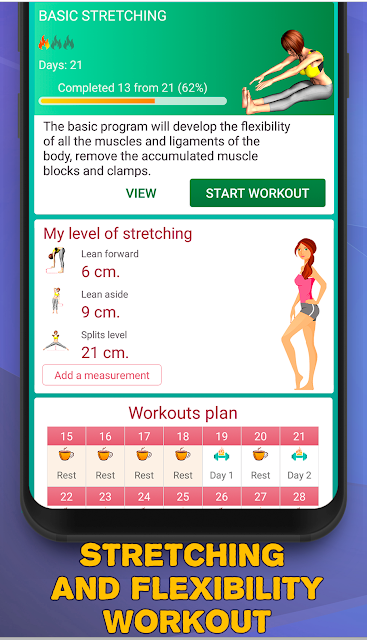 BASIC STRETCHING
Days: 21
Completed 13 from 21 (62%)
The basic program will develop the flexibility
of all the muscles and ligaments of the
body, remove the accumulated muscle
blocks and clamps.
VIEW START WORKOUT
My level of stretching
Lean forward
6 cm.
Lean aside
9 cm.
Splits level
21 cm.
Add a measurement
Workouts plan
15 16 17 18 19 20 21
Rest Rest Rest Rest Day 1 Rest Day 2
22 23 24 25 26 27 28
STRETCHING
AND FLEXIBILITY
WORKOUT